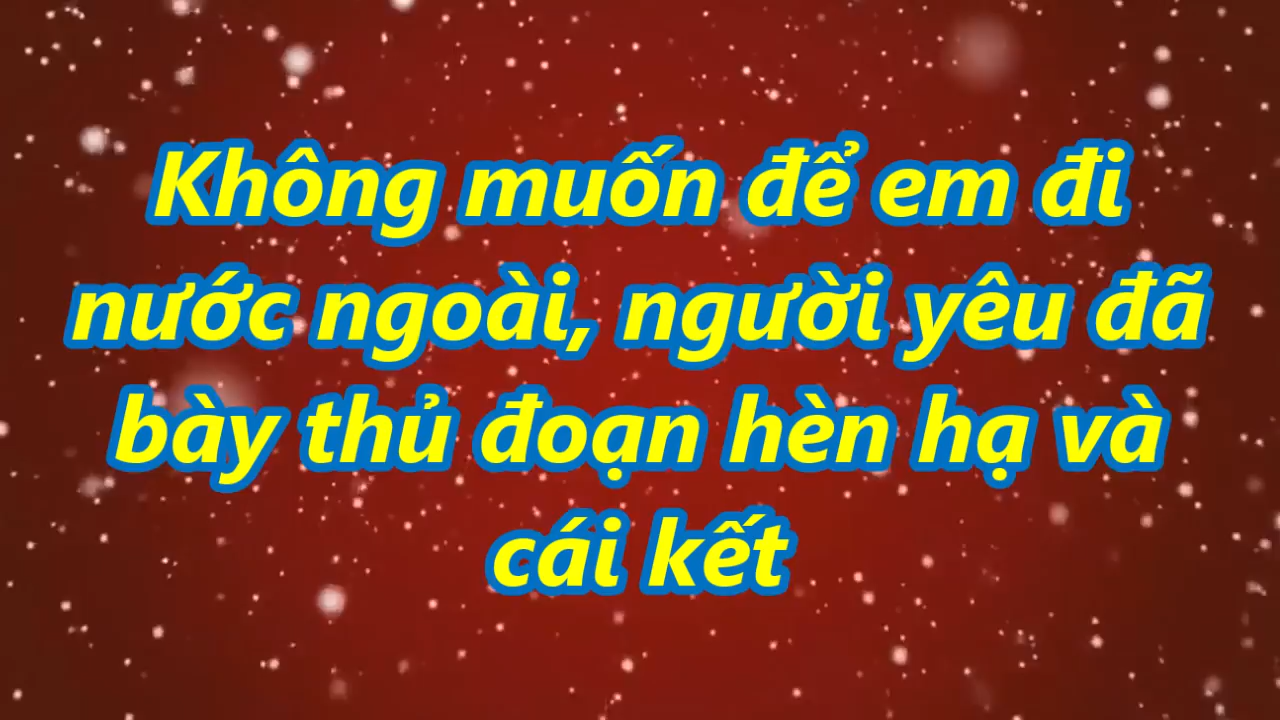 Không muốn để em đi
nước ngoài, người yêu đã
bày thủ đoạn hèn hạ và
cái kết